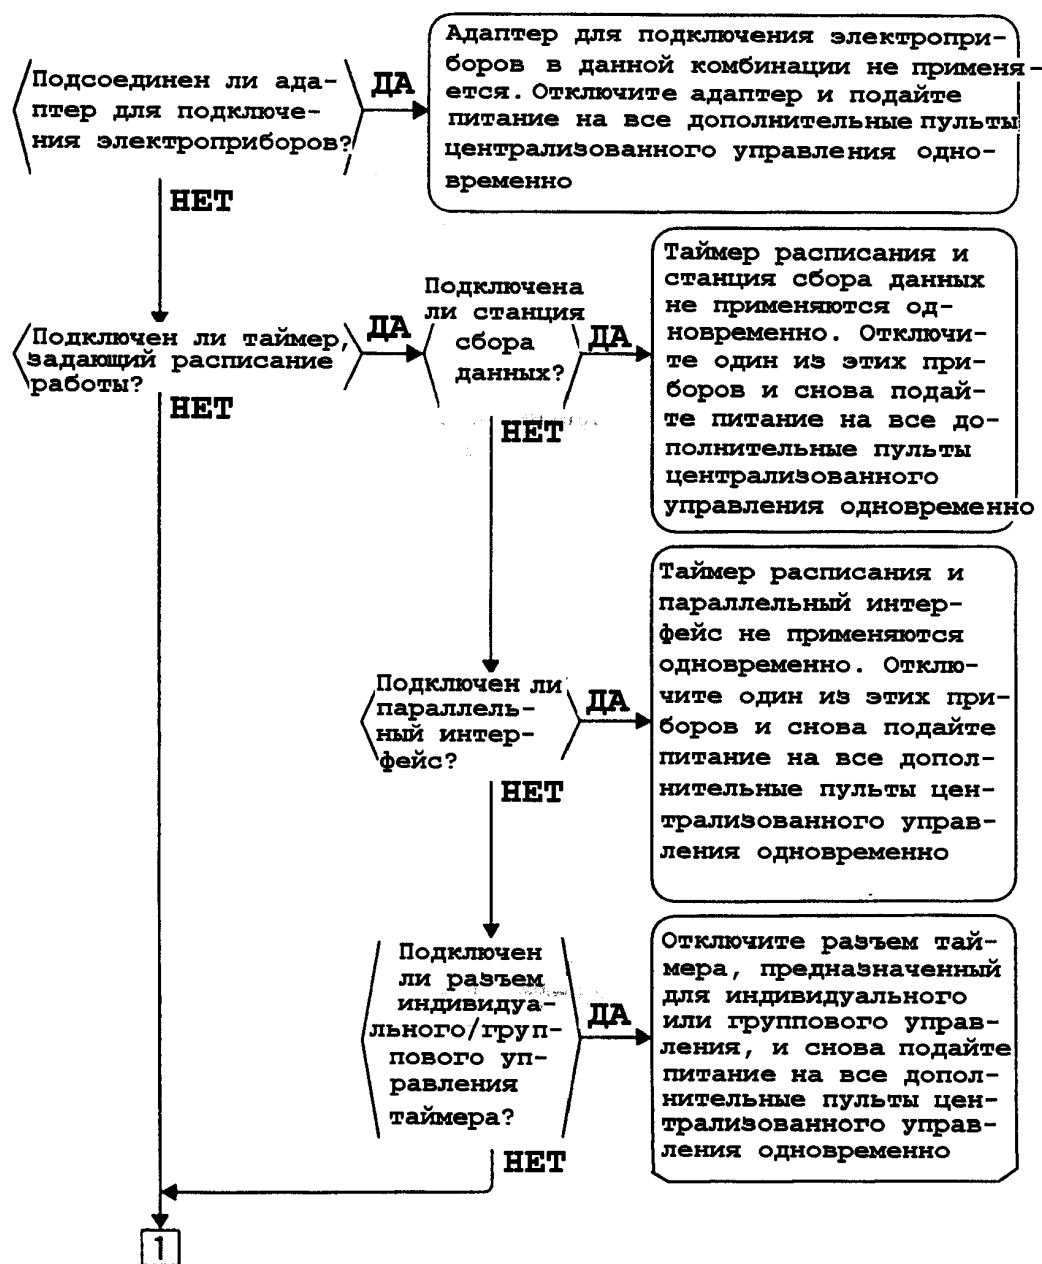 Подсоединен ли ада-
птер для подключе-
ния электроприборов?
ДА
Адаптер для подключения электропри-
боров в данной комбинации не применя-
ется. Отключите адаптер и подайте
питание на все дополнительные пульты
централизованного управления одно-
временно
НЕТ
Подключен ли таймер,
задающий расписание
работы?
ДА
Подключена
ли станция
сбора
данных?
ДА
Таймер расписания и
станция сбора данных
не применяются од-
новременно. Отключи-
те один из этих при-
боров и снова подай-
те питание на все до-
полнительные пульты
централизованного
управления одновременно
НЕТ
НЕТ
Подключен ли
параллель-
ный интер-
фейс?
ДА
Таймер расписания и
параллельный интер-
фейс не применяются
одновременно. Отклю-
чите один из этих при-
боров и снова подайте
питание на все допол-
нительные пульты цен-
трализованного управ-
ления одновременно
НЕТ
Подключен
ли разъем
индивидуа-
льного/груп-
пового уп-
равления
таймера?
ДА
Отключите разъем тай-
мера, предназначенный
для индивидуального
или группового управ-
ления, и снова подайте
питание на все допол-
нительные пульты цен-
трализованного управ-
ления одновременно
НЕТ
1